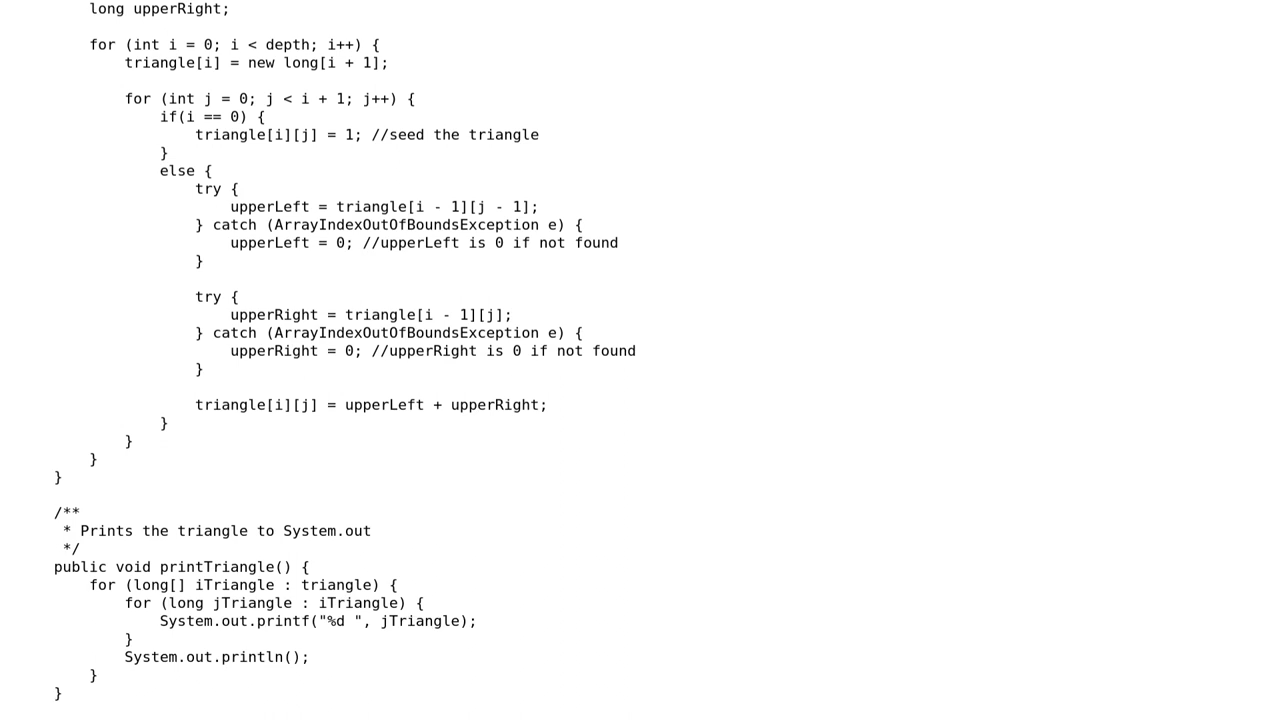 long upperRight;

    for (int i = 0; i < depth; i++) {
        triangle[i] = new long[i + 1];

        for (int j = 0; j < i + 1; j++) {
            if(i == 0) {
                triangle[i][j] = 1; //seed the triangle
            }
            else {
                try {
                    upperLeft = triangle[i - 1][j - 1];
                } catch (ArrayIndexOutOfBoundsException e) {
                    upperLeft = 0; //upperLeft is 0 if not found
                }

                try {
                    upperRight = triangle[i - 1][j];
                } catch (ArrayIndexOutOfBoundsException e) {
                    upperRight = 0; //upperRight is 0 if not found
                }

                triangle[i][j] = upperLeft + upperRight;
            }
        }
    }
}

/**
 * Prints the triangle to System.out
 */
public void printTriangle() {
    for (long[] iTriangle : triangle) {
        for (long jTriangle : iTriangle) {
            System.out.printf("%d ", jTriangle);
        }
        System.out.println();
    }
}